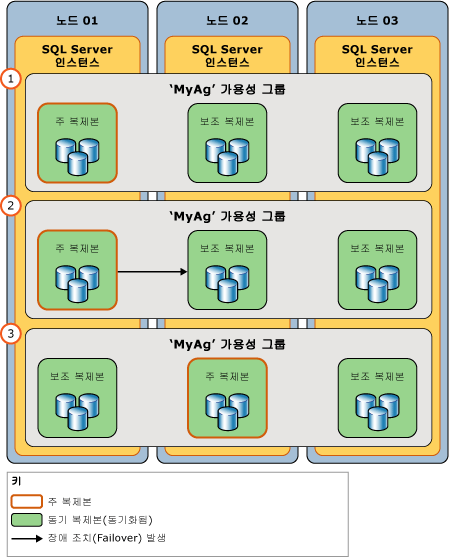 노드 01
노드 02
노드 03
SQL Server
인스턴스
SQL Server
인스턴스
SQL Server
인스턴스
1
‘MyAg’ 가용성 그룹
주 복제본
보조 복제본
보조 복제본
2
‘MyAg’ 가용성 그룹
주 복제본
보조 복제본
보조 복제본
3
‘MyAg’ 가용성 그룹
보조 복제본
주 복제본
보조 복제본
키
주 복제본
동기 복제본(동기화됨)
장애 조치(Failover) 발생